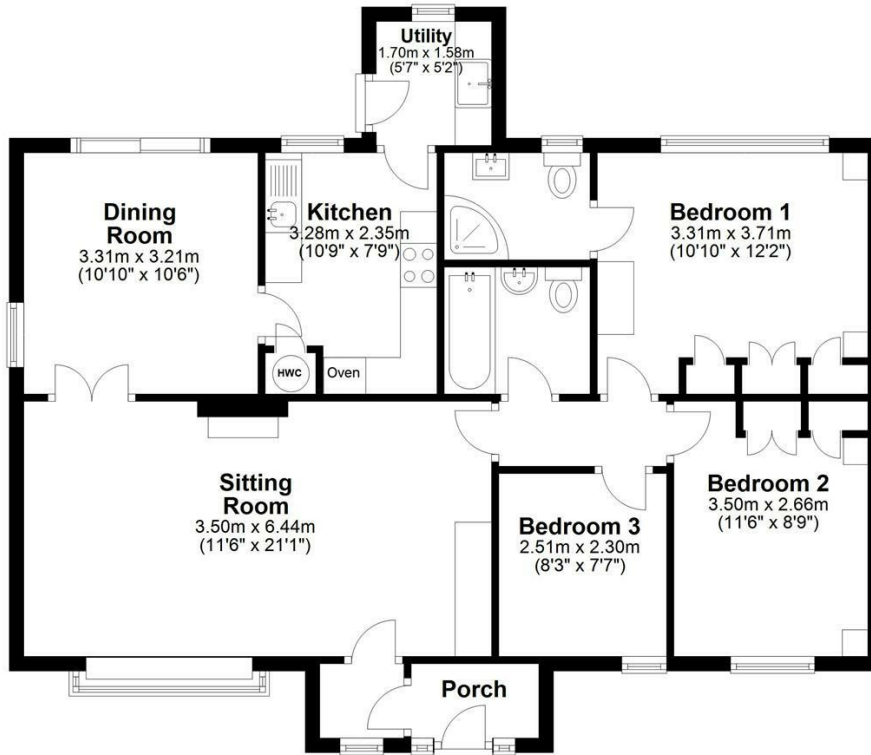 Utility
1.70m x 1.58m
(5'7" x 5'2")
Dining
Room
3.31m x 3.21m
(10'10" x 10'6")
Kitchen
3.28m x 2.35m
(10'9" x 7'9")
Bedroom 1
3.31m x 3.71m
(10'10" x 12'2")
HWC
Oven
Sitting
Room
3.50m x 6.44m
(11'6" x 21'1")
Bedroom 3
2.51m x 2.30m
(8'3" x 7'7")
Bedroom 2
3.50m x 2.66m
(11'6" x 8'9")
Porch